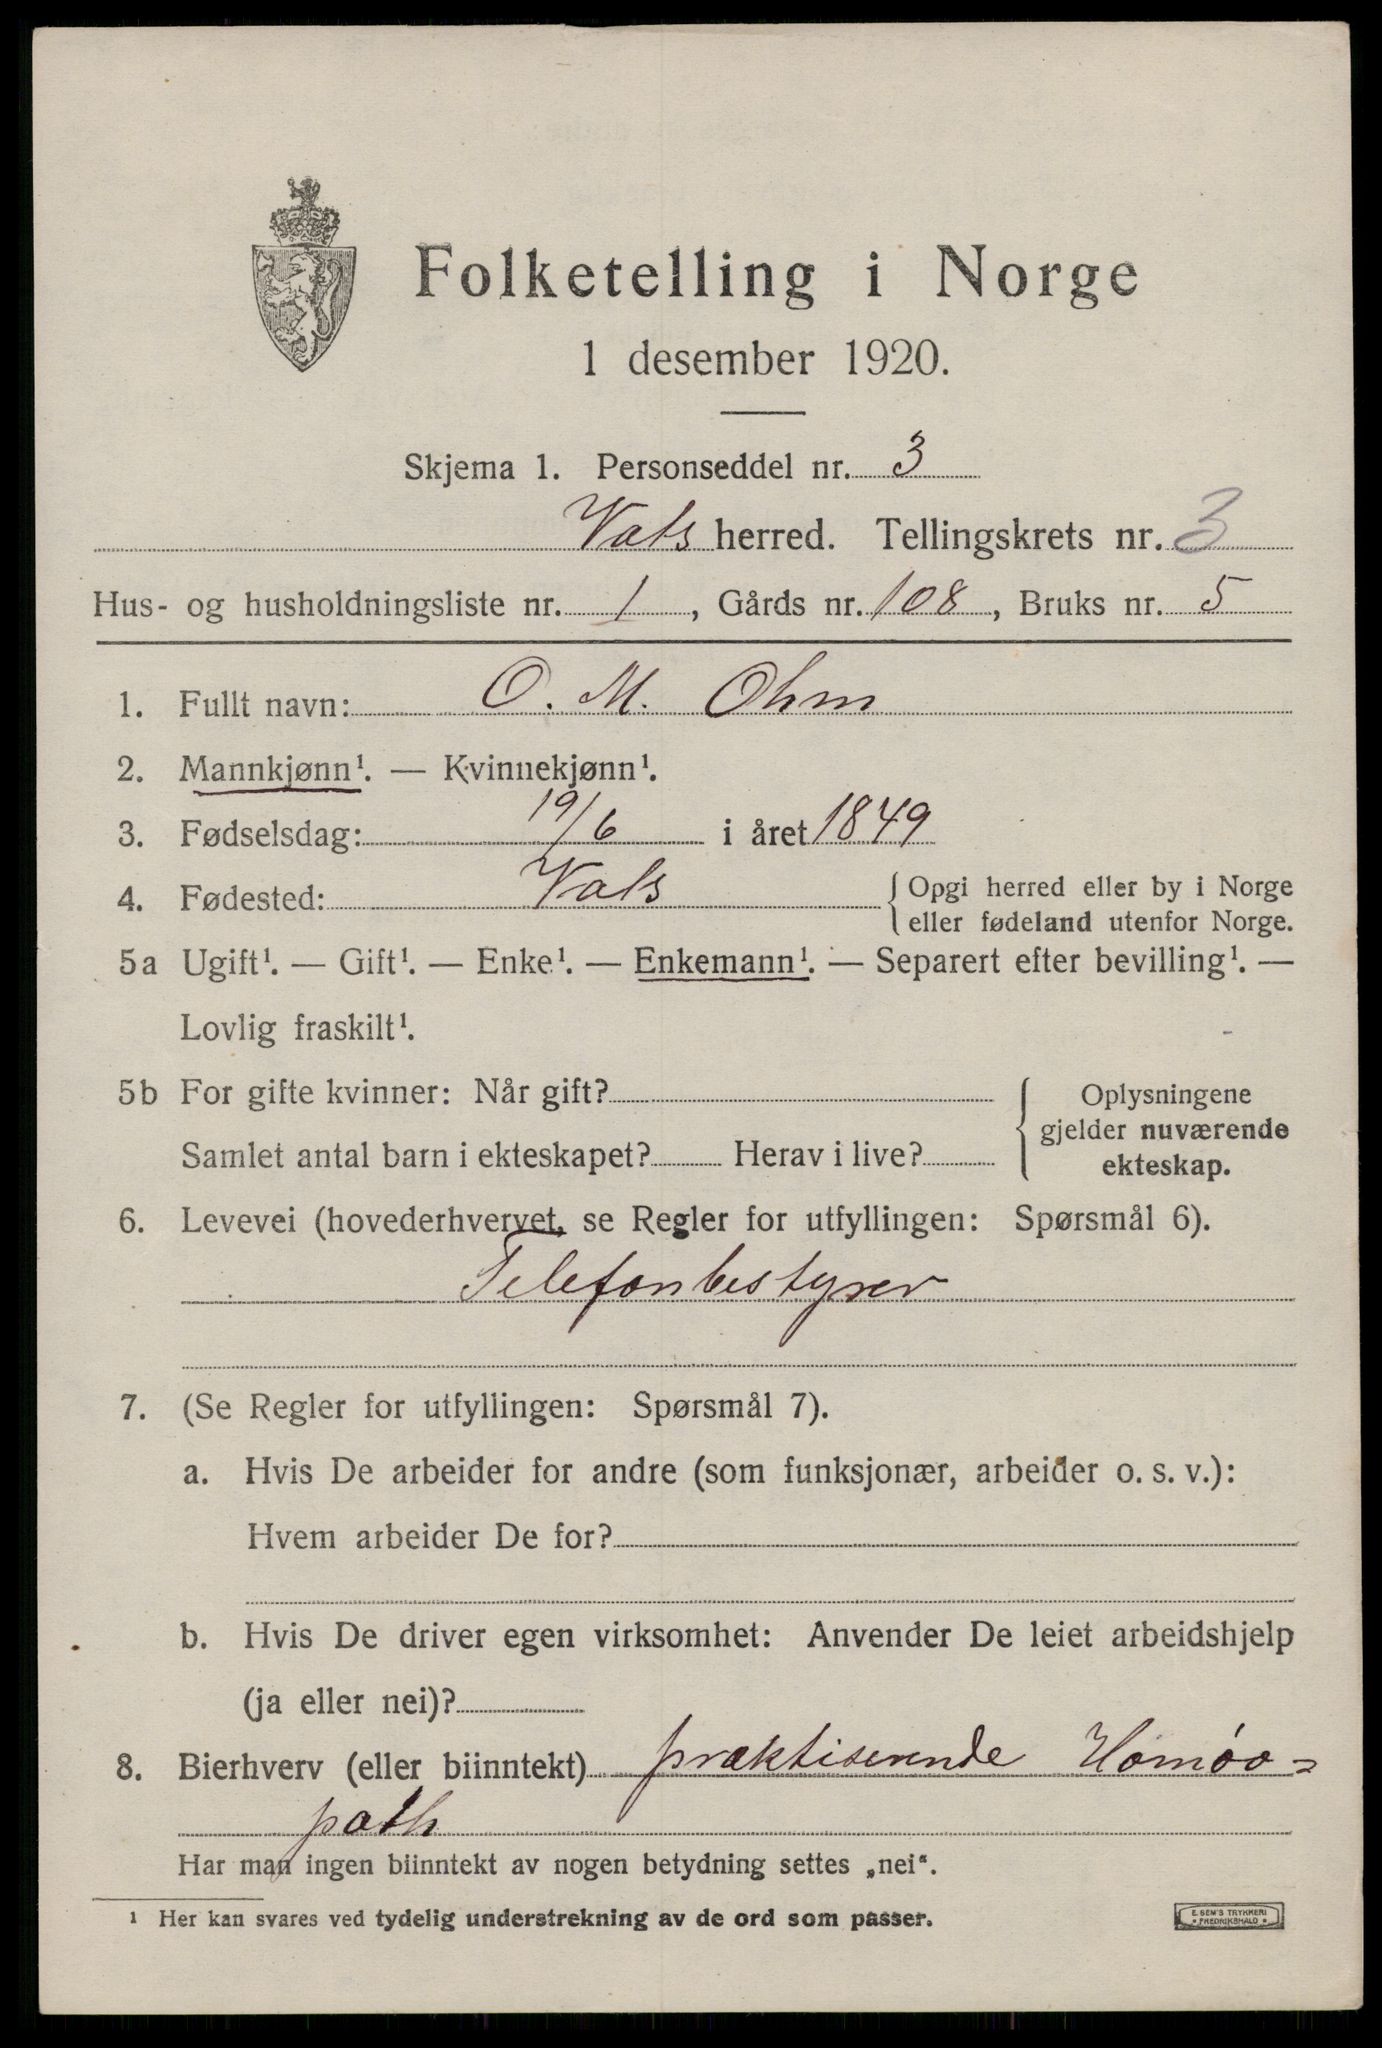 Folketelling i Norge
1 desember 1920.
Skjema 1. Personseddel nr. 3
Vats herred. Tellingskrets nr. 3
Hus- og husholdningsliste nr. 1, Gårds nr. 108, Bruks nr. 5
1. Fullt navn: O. M. Ohm
2. Mannkjønn¹. — Kvinnekjønn¹.
3. Fødselsdag: 19/6 i året 1849
4. Fødested: Vats { Opgi herred eller by i Norge
eller fødeland utenfor Norge.
5a Ugift¹. — Gift¹. — Enke¹. — Enkemann¹. — Separert efter bevilling¹. —
Lovlig fraskilt¹.
5b For gifte kvinner: Når gift? { Oplysningene
gjelder nuværende
Samlet antal barn i ekteskapet? Herav i live? ekteskap.
6. Levevei (hovederhvervet, se Regler for utfyllingen: Spørsmål 6).
Telefonbestyrer
7. (Se Regler for utfyllingen: Spørsmål 7).
a. Hvis De arbeider for andre (som funksjonær, arbeider o. s. v.):
Hvem arbeider De for?
b. Hvis De driver egen virksomhet: Anvender De leiet arbeidshjelp
(ja eller nei)?
8. Bierhverv (eller biinntekt) præktiserende Homóo=
path
Har man ingen biinntekt av nogen betydning settes „nei“.
¹ Her kan svares ved tydelig understrekning av de ord som passer.
E. SEM'S TRYKKERI
FREDRIKSHALD